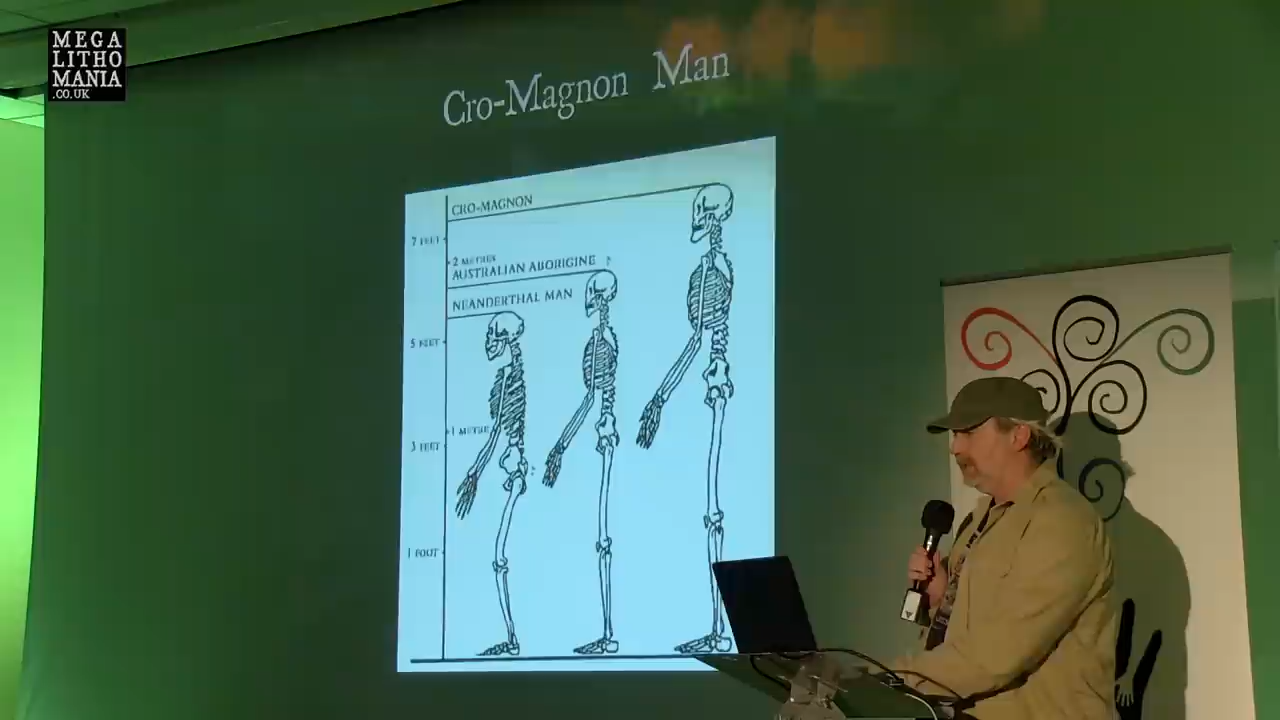 MEGA
LITHO
MANIA
.CO.UK
Cro-Magnon Man
CRO-MAGNON
7 FEET
2 METRES
AUSTRALIAN ABORIGINE
NEANDERTHAL MAN
5 FEET
1 METRE
3 FEET
1 FOOT